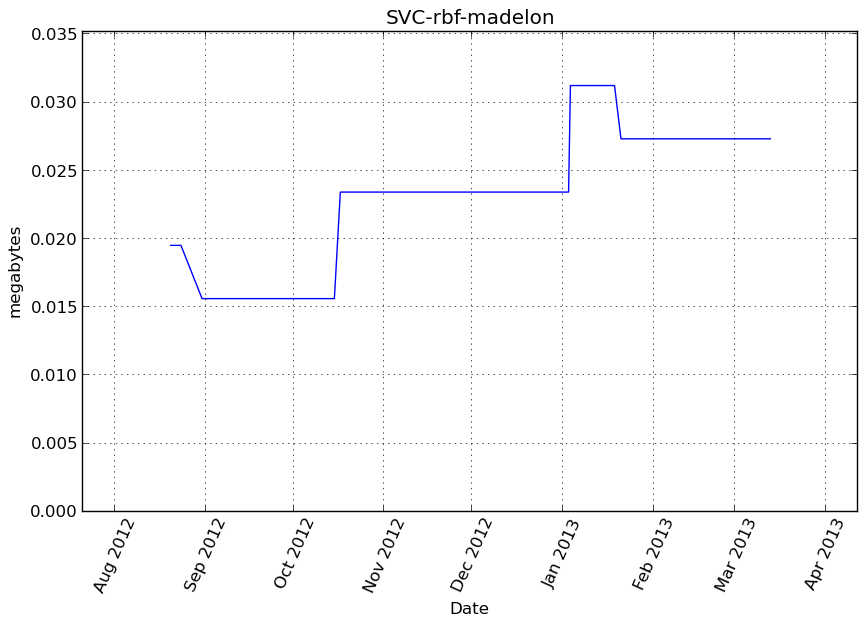 SVC-rbf-madelon
0.035
0.030
0.025
0.020
0.015
0.010
0.005
0.000
megabytes
Aug 2012
Sep 2012
Oct 2012
Nov 2012
Dec 2012
Jan 2013
Feb 2013
Mar 2013
Apr 2013
Date